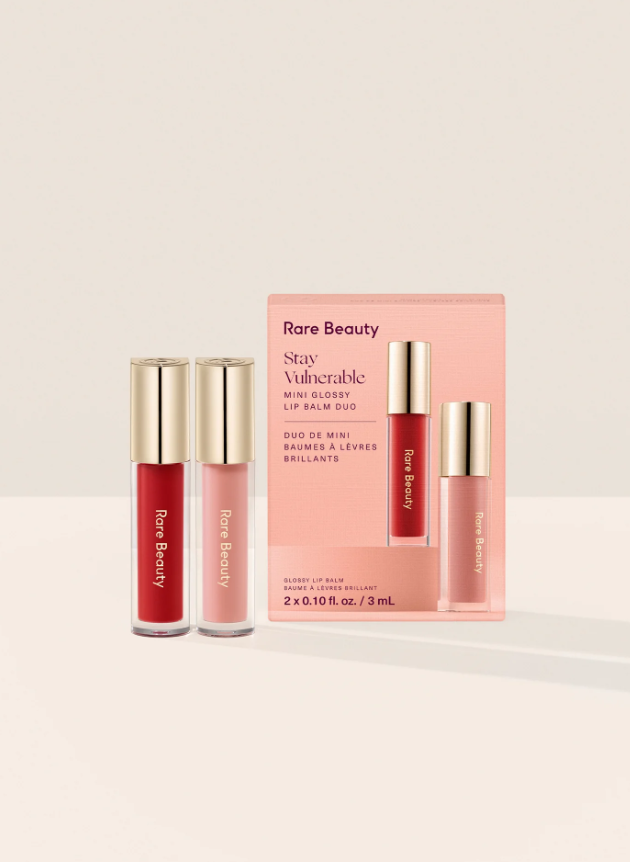 Rare Beauty
Stay
Vulnerable
MINI GLOSSY
LIP BALM DUO
DUO DE MINI
BAUMES À LÈVRES
BRILLANTS
Rare Beauty
Rare Beauty
GLOSSY LIP BALM
BAUME À LÈVRES BRILLANT
2 x 0.10 fl. oz. / 3 mL
Rare Beauty
Rare Beauty